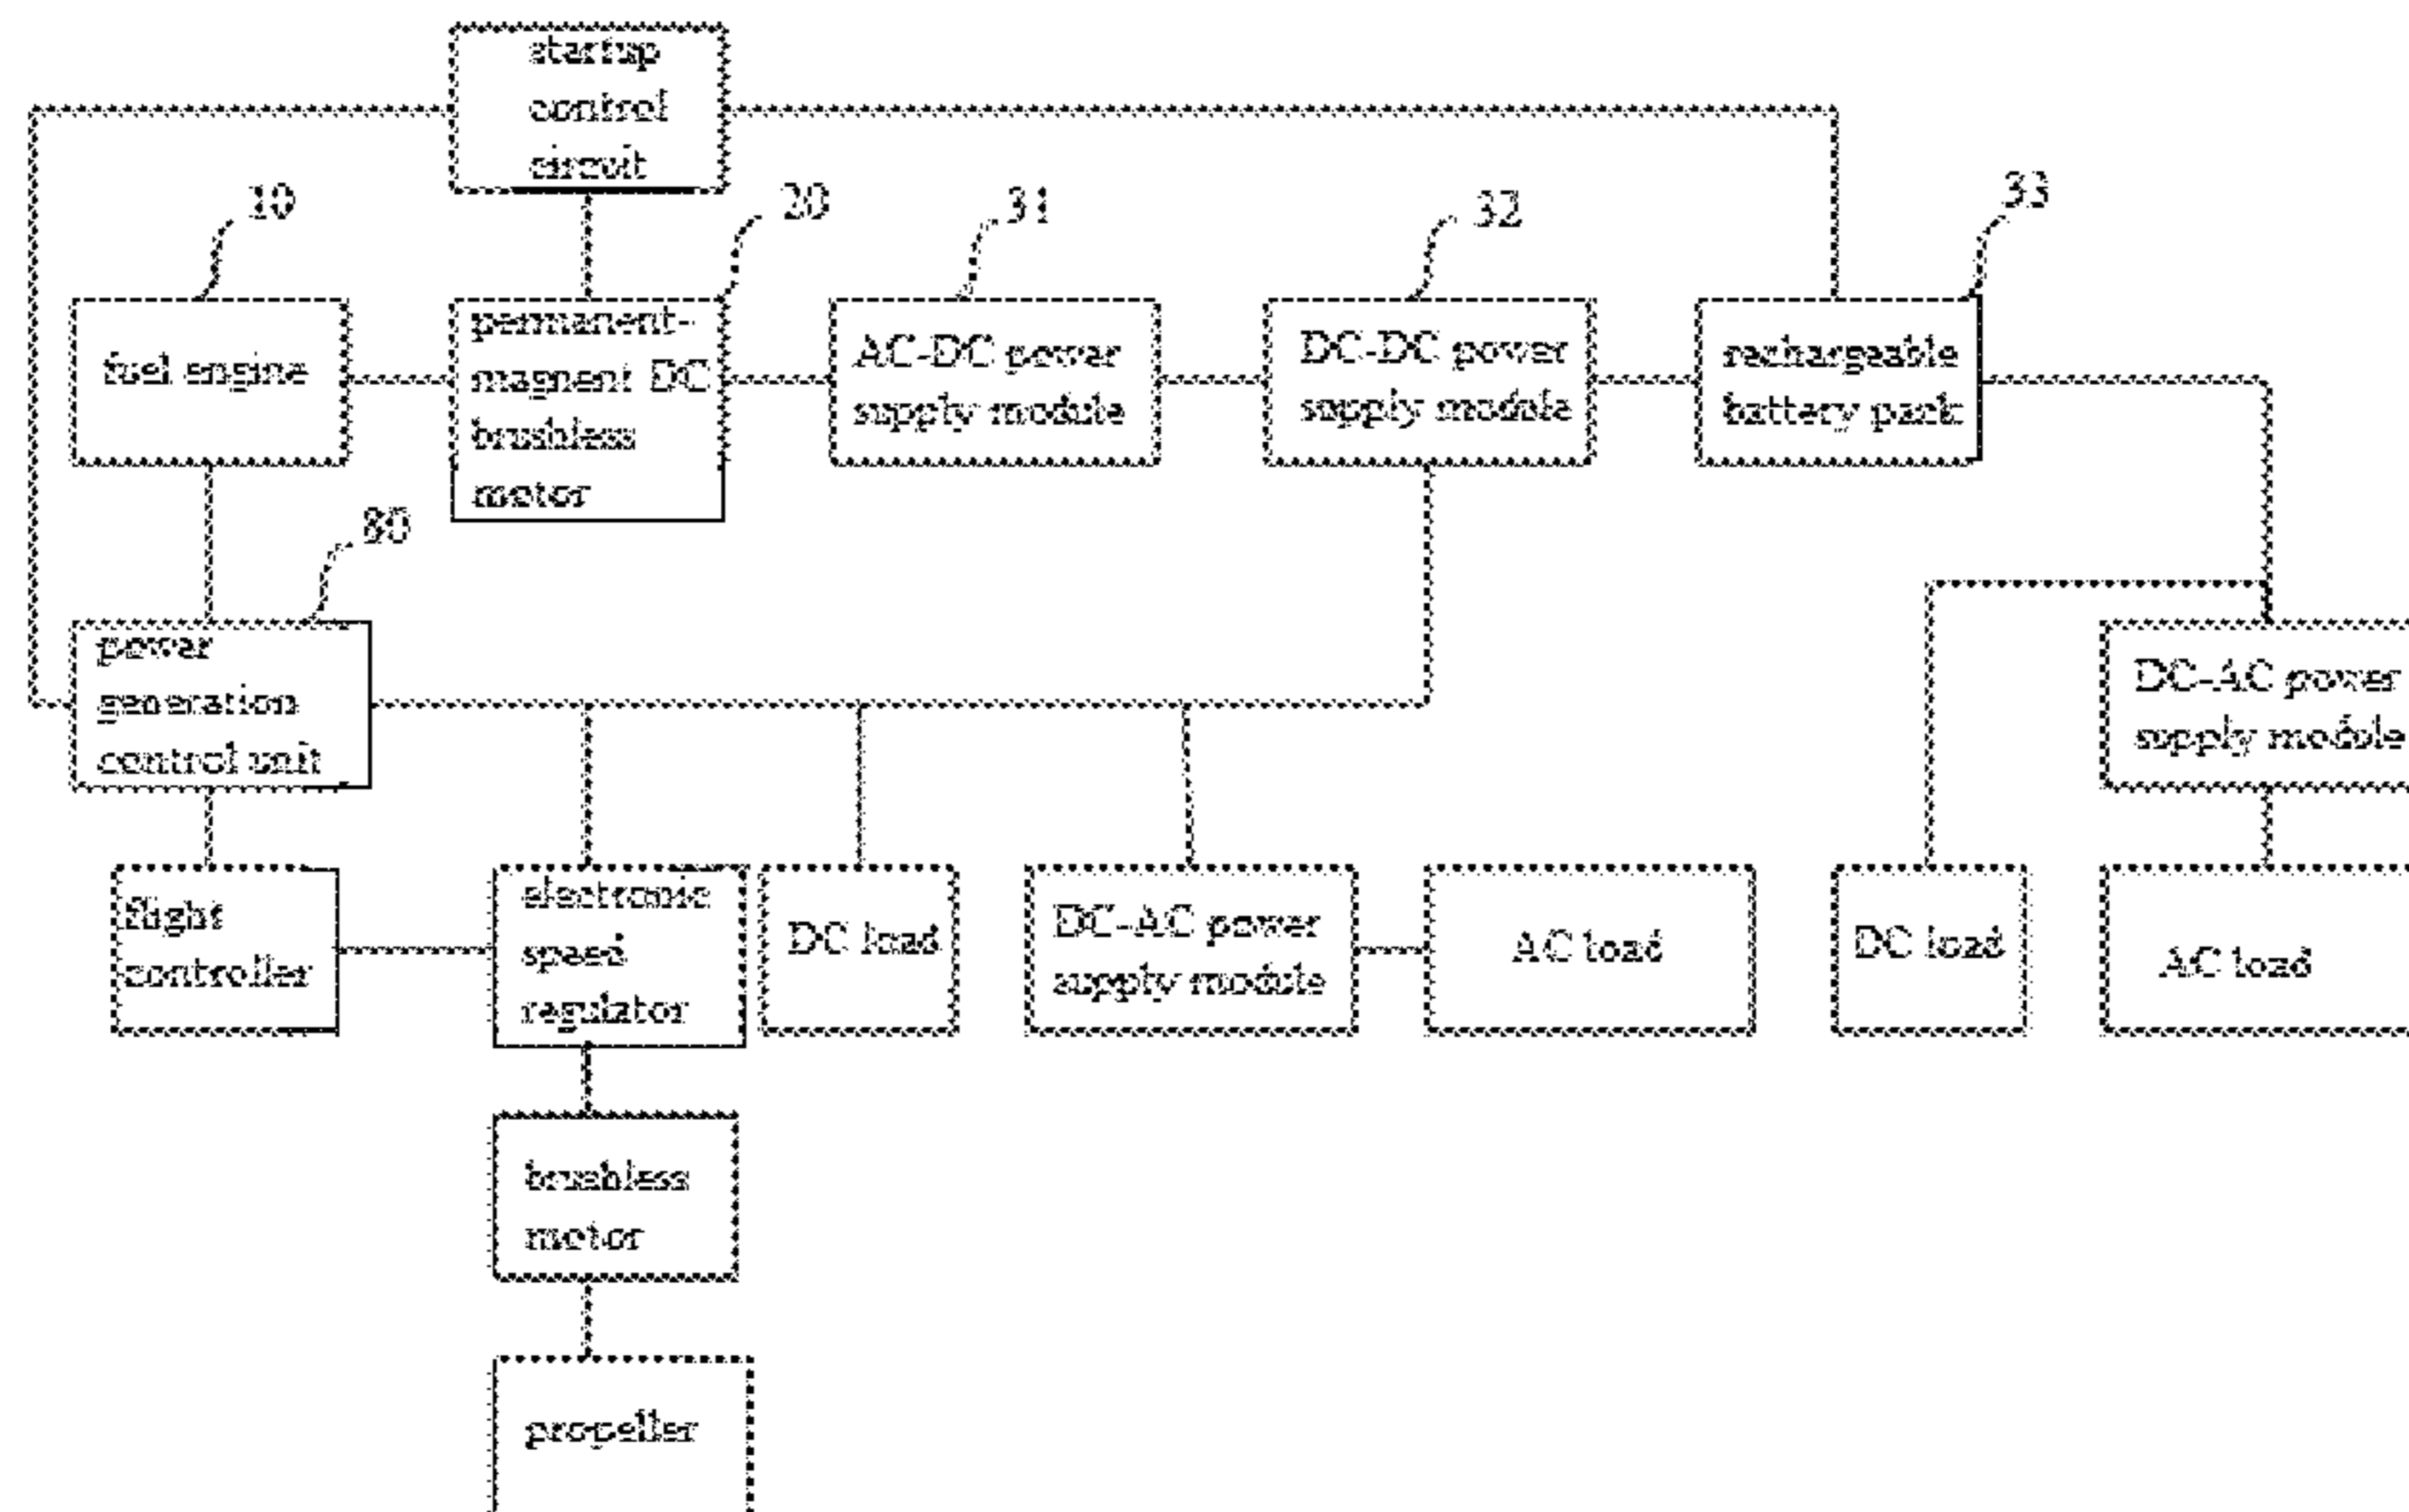 startup
control
circuit
10
20
31
32
33
fuel engine
permanent-
magnent DC
brushless
motor
AC-DC power
supply module
DC-DC power
supply module
rechargeable
battery pack
80
power
generation
control unit
DC-AC power
supply module
flight
controller
electronic
speed
regulator
DC load
DC-AC power
supply module
AC load
DC load
AC load
brushless
motor
propeller